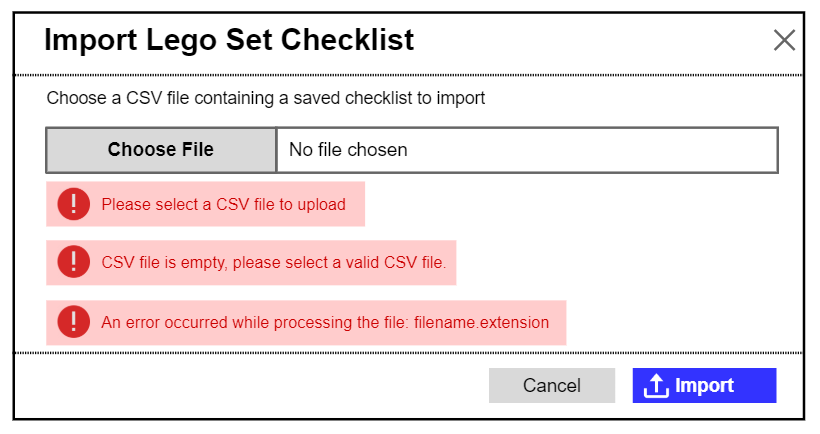 Import Lego Set Checklist
Choose a CSV file containing a saved checklist to import
Choose File
No file chosen
Please select a CSV file to upload
CSV file is empty, please select a valid CSV file.
An error occurred while processing the file: filename.extension
Cancel
Import